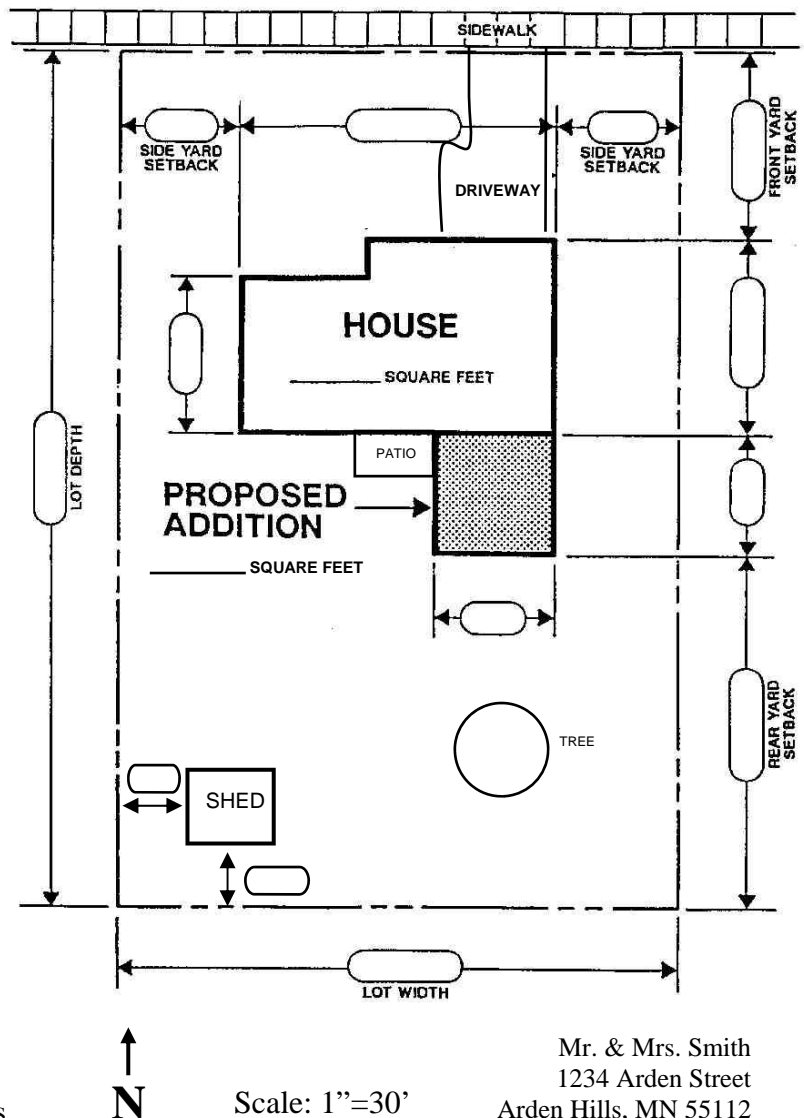 SIDEWALK
SIDE YARD
SETBACK
SIDE YARD
SETBACK
FRONT YARD
SETBACK
DRIVEWAY
HOUSE
SQUARE FEET
LOT DEPTH
PATIO
PROPOSED
ADDITION
SQUARE FEET
REAR YARD
SETBACK
TREE
SHED
LOT WIDTH
N
Scale: 1”=30’
Mr. & Mrs. Smith
1234 Arden Street
Arden Hills, MN 55112